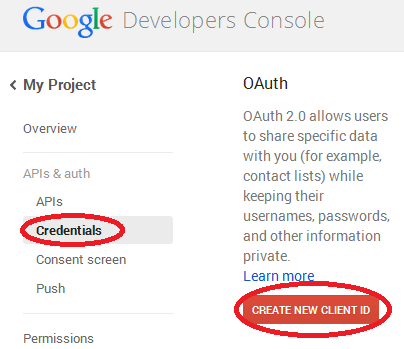 Google Developers Console
My Project
Overview
APIs & auth
APIs
Credentials
Consent screen
Push
Permissions
OAuth
OAuth 2.0 allows users
to share specific data
with you (for example,
contact lists) while
keeping their
usernames, passwords,
and other information
private.
Learn more
CREATE NEW CLIENT ID